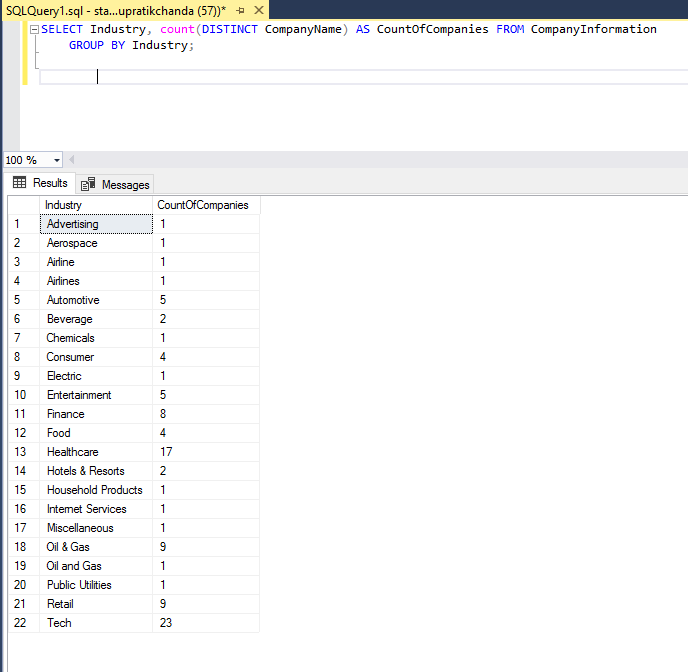 SQLQuery1.sql - sta...upratikchanda (57))*
SELECT Industry, count(DISTINCT CompanyName) AS CountOfCompanies FROM CompanyInformation
GROUP BY Industry;
100 %
Results Messages
Industry CountOfCompanies
1 Advertising 1
2 Aerospace 1
3 Airline 1
4 Airlines 1
5 Automotive 5
6 Beverage 2
7 Chemicals 1
8 Consumer 4
9 Electric 1
10 Entertainment 5
11 Finance 8
12 Food 4
13 Healthcare 17
14 Hotels & Resorts 2
15 Household Products 1
16 Internet Services 1
17 Miscellaneous 1
18 Oil & Gas 9
19 Oil and Gas 1
20 Public Utilities 1
21 Retail 9
22 Tech 23